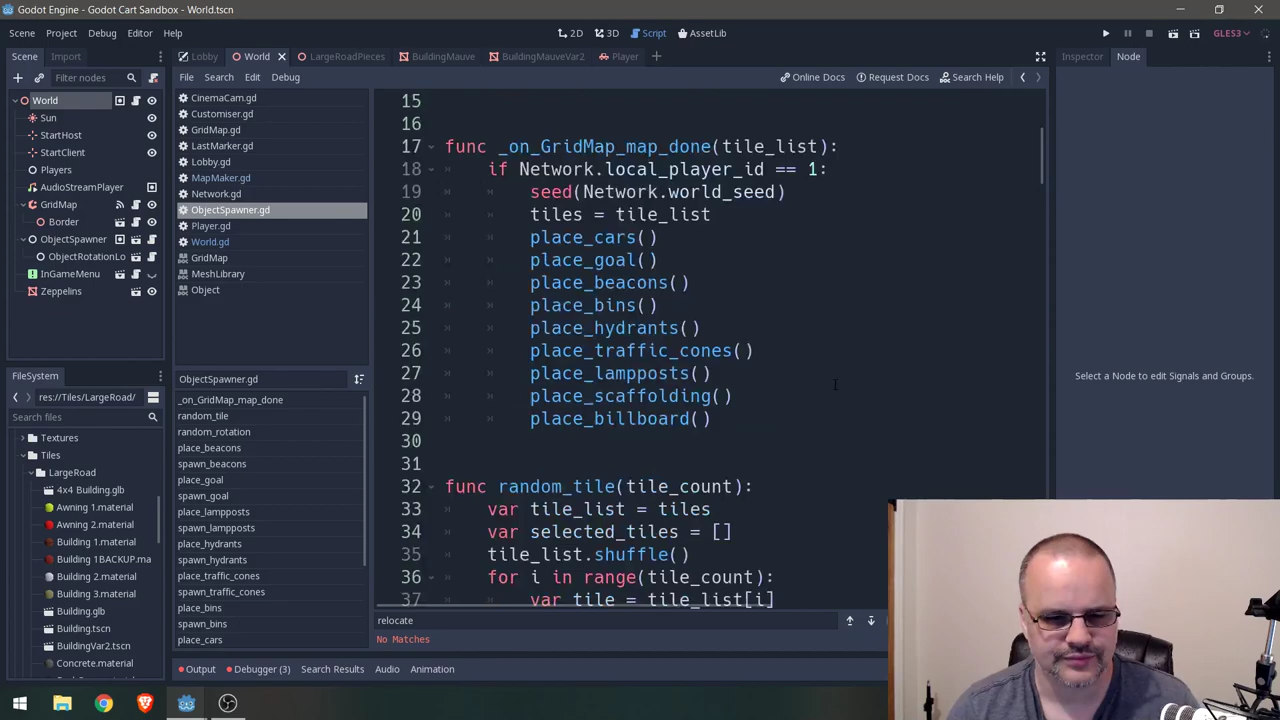 Godot Engine - Godot Cart Sandbox - World.tscn
Scene Project Debug Editor Help
2D 3D Script AssetLib
GLES3
Scene Import
Lobby World LargeRoadPieces BuildingMauve BuildingMauveVar2 Player
Inspector Node
Filter nodes
File Search Edit Debug
Online Docs Request Docs Search Help
World
Sun
StartHost
StartClient
Players
AudioStreamPlayer
GridMap
Border
ObjectSpawner
ObjectRotationLo
InGameMenu
Zeppelins
CinemaCam.gd
Customiser.gd
GridMap.gd
LastMarker.gd
Lobby.gd
MapMaker.gd
Network.gd
ObjectSpawner.gd
Player.gd
World.gd
GridMap
MeshLibrary
Object
ObjectSpawner.gd
_on_GridMap_map_done
random_tile
random_rotation
place_beacons
spawn_beacons
place_goal
spawn_goal
place_lampposts
spawn_lampposts
place_hydrants
spawn_hydrants
place_traffic_cones
spawn_traffic_cones
place_bins
spawn_bins
place_cars
FileSystem
res://Tiles/LargeRoad/
Search files
Textures
Tiles
LargeRoad
4x4 Building.glb
Awning 1.material
Awning 2.material
Building 1.material
Building 1BACKUP.ma
Building 2.material
Building 3.material
Building.glb
Building.tscn
BuildingVar2.tscn
Concrete.material
15
16
17 func _on_GridMap_map_done(tile_list):
18 if Network.local_player_id == 1:
19 seed(Network.world_seed)
20 tiles = tile_list
21 place_cars()
22 place_goal()
23 place_beacons()
24 place_bins()
25 place_hydrants()
26 place_traffic_cones()
27 place_lampposts()
28 place_scaffolding()
29 place_billboard()
30
31
32 func random_tile(tile_count):
33 var tile_list = tiles
34 var selected_tiles = []
35 tile_list.shuffle()
36 for i in range(tile_count):
37 var tile = tile_list[i]
relocate
No Matches
Output Debugger (3) Search Results Audio Animation
Select a Node to edit Signals and Groups.